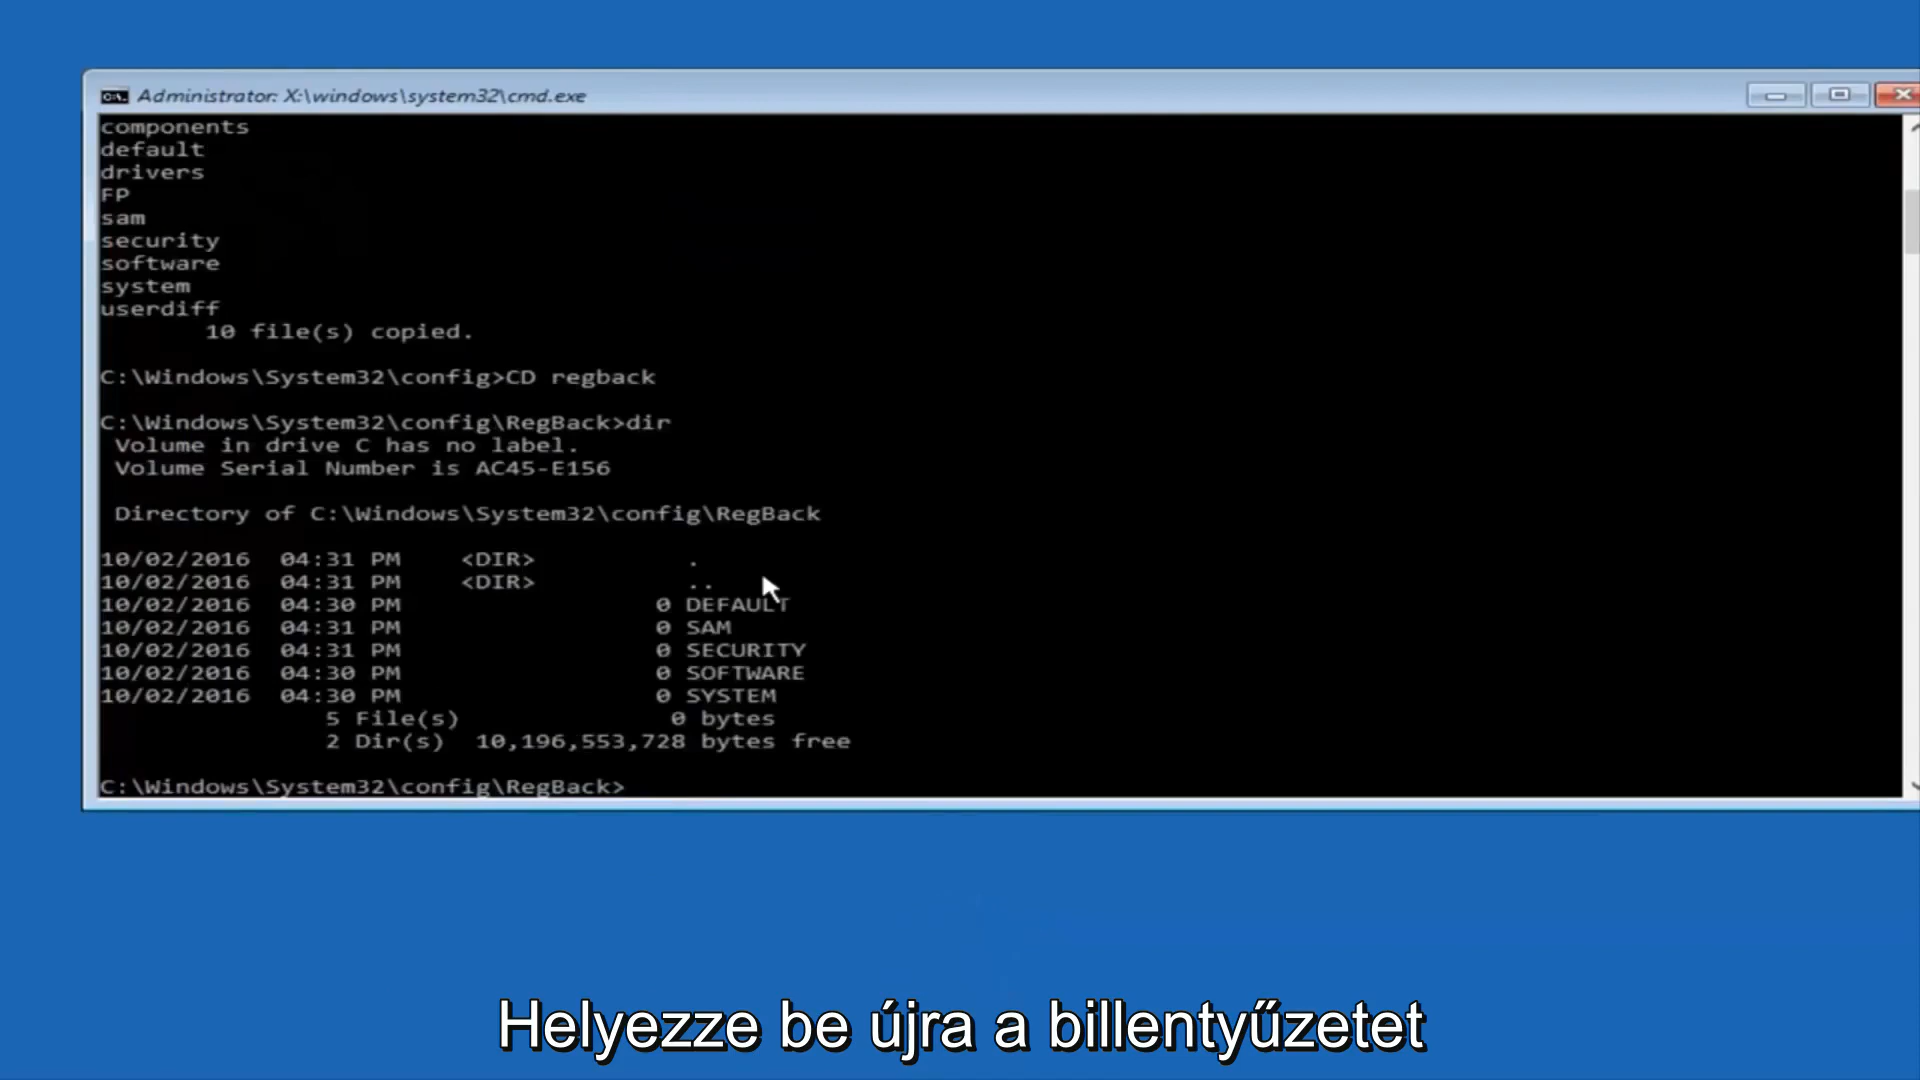 Administrator: X:\windows\system32\cmd.exe
components
default
drivers
FP
sam
security
software
system
userdiff
10 file(s) copied.
C:\Windows\System32\config>CD regback
C:\Windows\System32\config\RegBack>dir
Volume in drive C has no label.
Volume Serial Number is AC45-E156
Directory of C:\Windows\System32\config\RegBack
10/02/2016 04:31 PM <DIR> .
10/02/2016 04:31 PM <DIR> ..
10/02/2016 04:30 PM 0 DEFAULT
10/02/2016 04:31 PM 0 SAM
10/02/2016 04:31 PM 0 SECURITY
10/02/2016 04:30 PM 0 SOFTWARE
10/02/2016 04:30 PM 0 SYSTEM
5 File(s) 0 bytes
2 Dir(s) 10,196,553,728 bytes free
C:\Windows\System32\config\RegBack>
Helyezze be újra a billentyűzetet